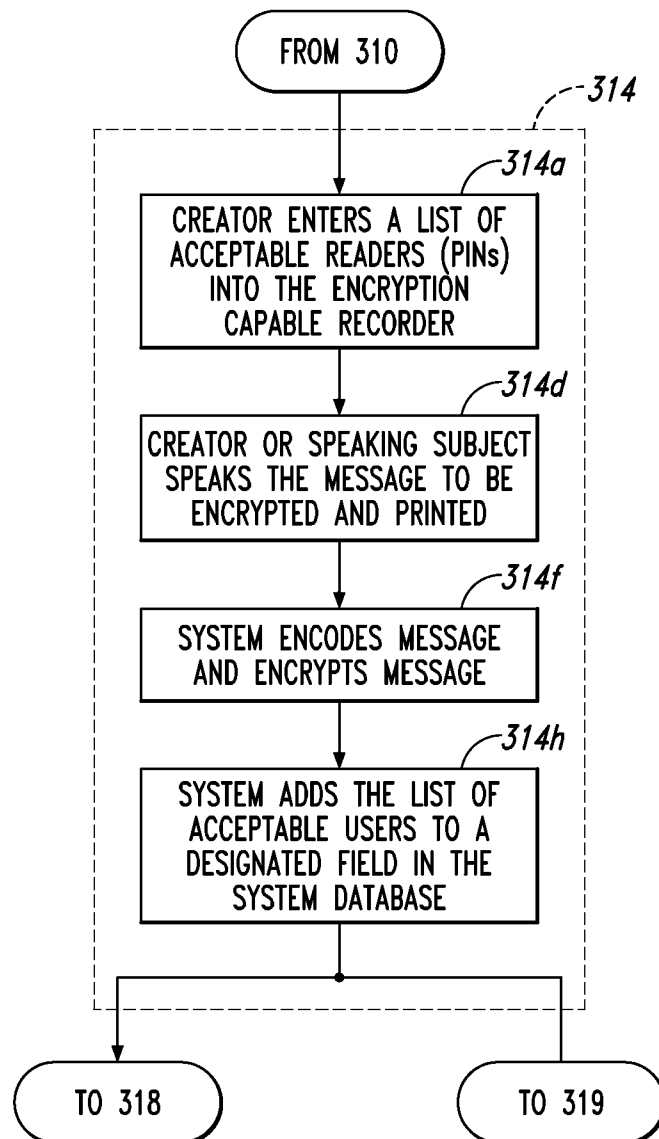 FROM 310
314
314a
CREATOR ENTERS A LIST OF
ACCEPTABLE READERS (PINs)
INTO THE ENCRYPTION
CAPABLE RECORDER
314d
CREATOR OR SPEAKING SUBJECT
SPEAKS THE MESSAGE TO BE
ENCRYPTED AND PRINTED
314f
SYSTEM ENCODES MESSAGE
AND ENCRYPTS MESSAGE
314h
SYSTEM ADDS THE LIST OF
ACCEPTABLE USERS TO A
DESIGNATED FIELD IN THE
SYSTEM DATABASE
TO 318
TO 319